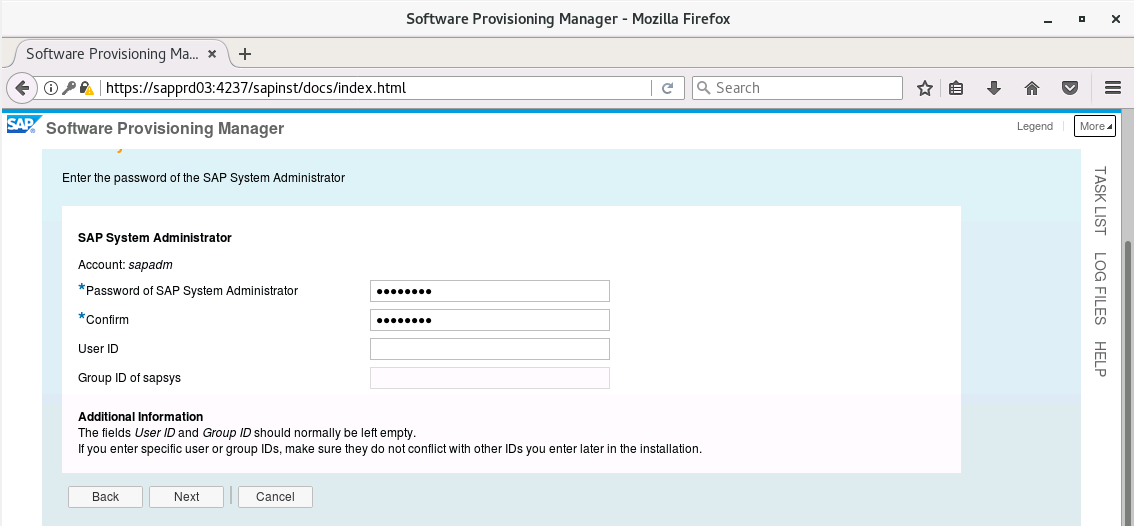 Software Provisioning Manager - Mozilla Firefox
Software Provisioning Ma...
https://sapprd03:4237/sapinst/docs/index.html
Search
SAP
Software Provisioning Manager
Legend
More
Enter the password of the SAP System Administrator
SAP System Administrator
Account: sapadm
*Password of SAP System Administrator ●●●●●●●●
*Confirm ●●●●●●●●
User ID
Group ID of sapsys
Additional Information
The fields User ID and Group ID should normally be left empty.
If you enter specific user or group IDs, make sure they do not conflict with other IDs you enter later in the installation.
Back
Next
Cancel
TASK LIST
LOG FILES
HELP